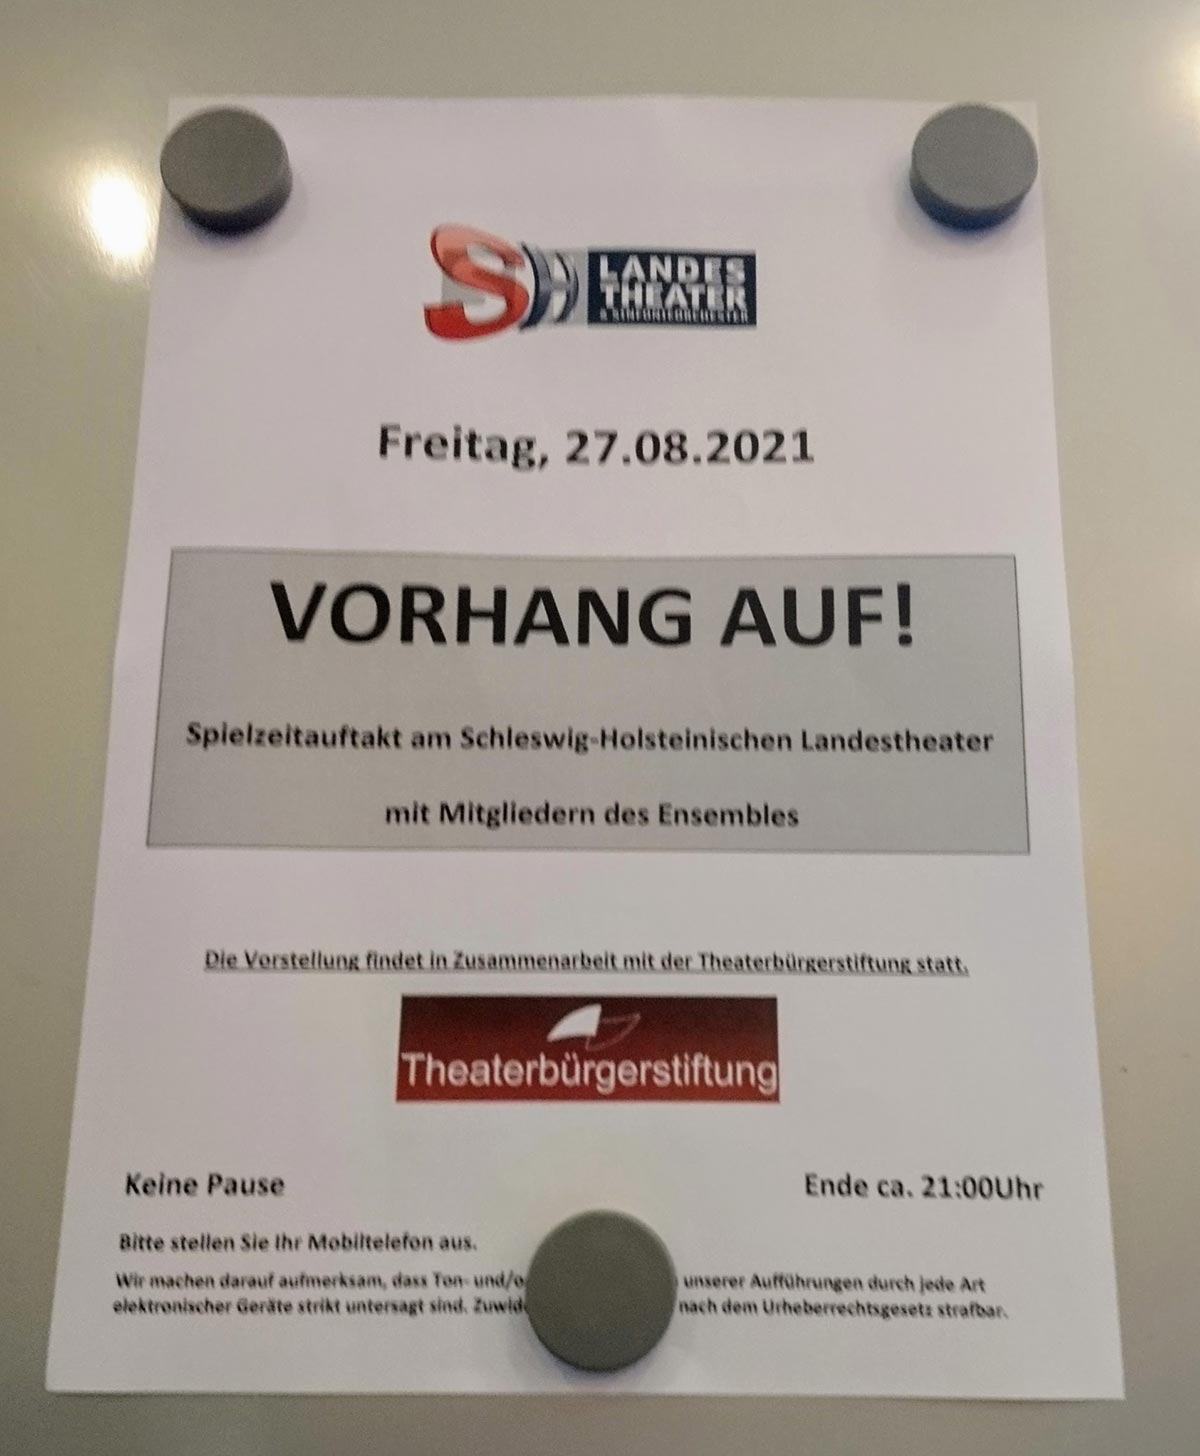 SH LANDES
THEATER
& SINFONIEORCHESTER
Freitag, 27.08.2021
VORHANG AUF!
Spielzeitauftakt am Schleswig-Holsteinischen Landestheater
mit Mitgliedern des Ensembles
Die Vorstellung findet in Zusammenarbeit mit der Theaterbürgerstiftung statt.
Theaterbürgerstiftung
Keine Pause Ende ca. 21:00Uhr
Bitte stellen Sie Ihr Mobiltelefon aus.
Wir machen darauf aufmerksam, dass Ton- unserer Aufführungen durch jede Art
elektronischer Geräte strikt untersagt sind. nach dem Urheberrechtsgesetz strafbar.